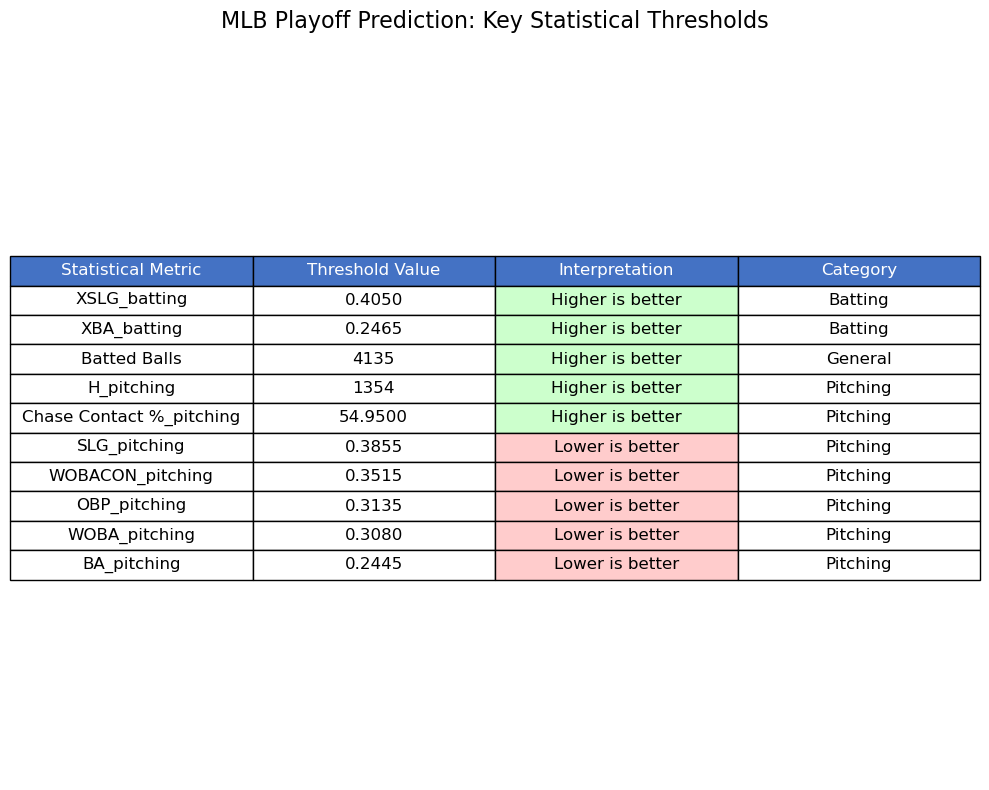 MLB Playoff Prediction: Key Statistical Thresholds
Statistical Metric Threshold Value Interpretation Category
XSLG_batting 0.4050 Higher is better Batting
XBA_batting 0.2465 Higher is better Batting
Batted Balls 4135 Higher is better General
H_pitching 1354 Higher is better Pitching
Chase Contact %_pitching 54.9500 Higher is better Pitching
SLG_pitching 0.3855 Lower is better Pitching
WOBACON_pitching 0.3515 Lower is better Pitching
OBP_pitching 0.3135 Lower is better Pitching
WOBA_pitching 0.3080 Lower is better Pitching
BA_pitching 0.2445 Lower is better Pitching